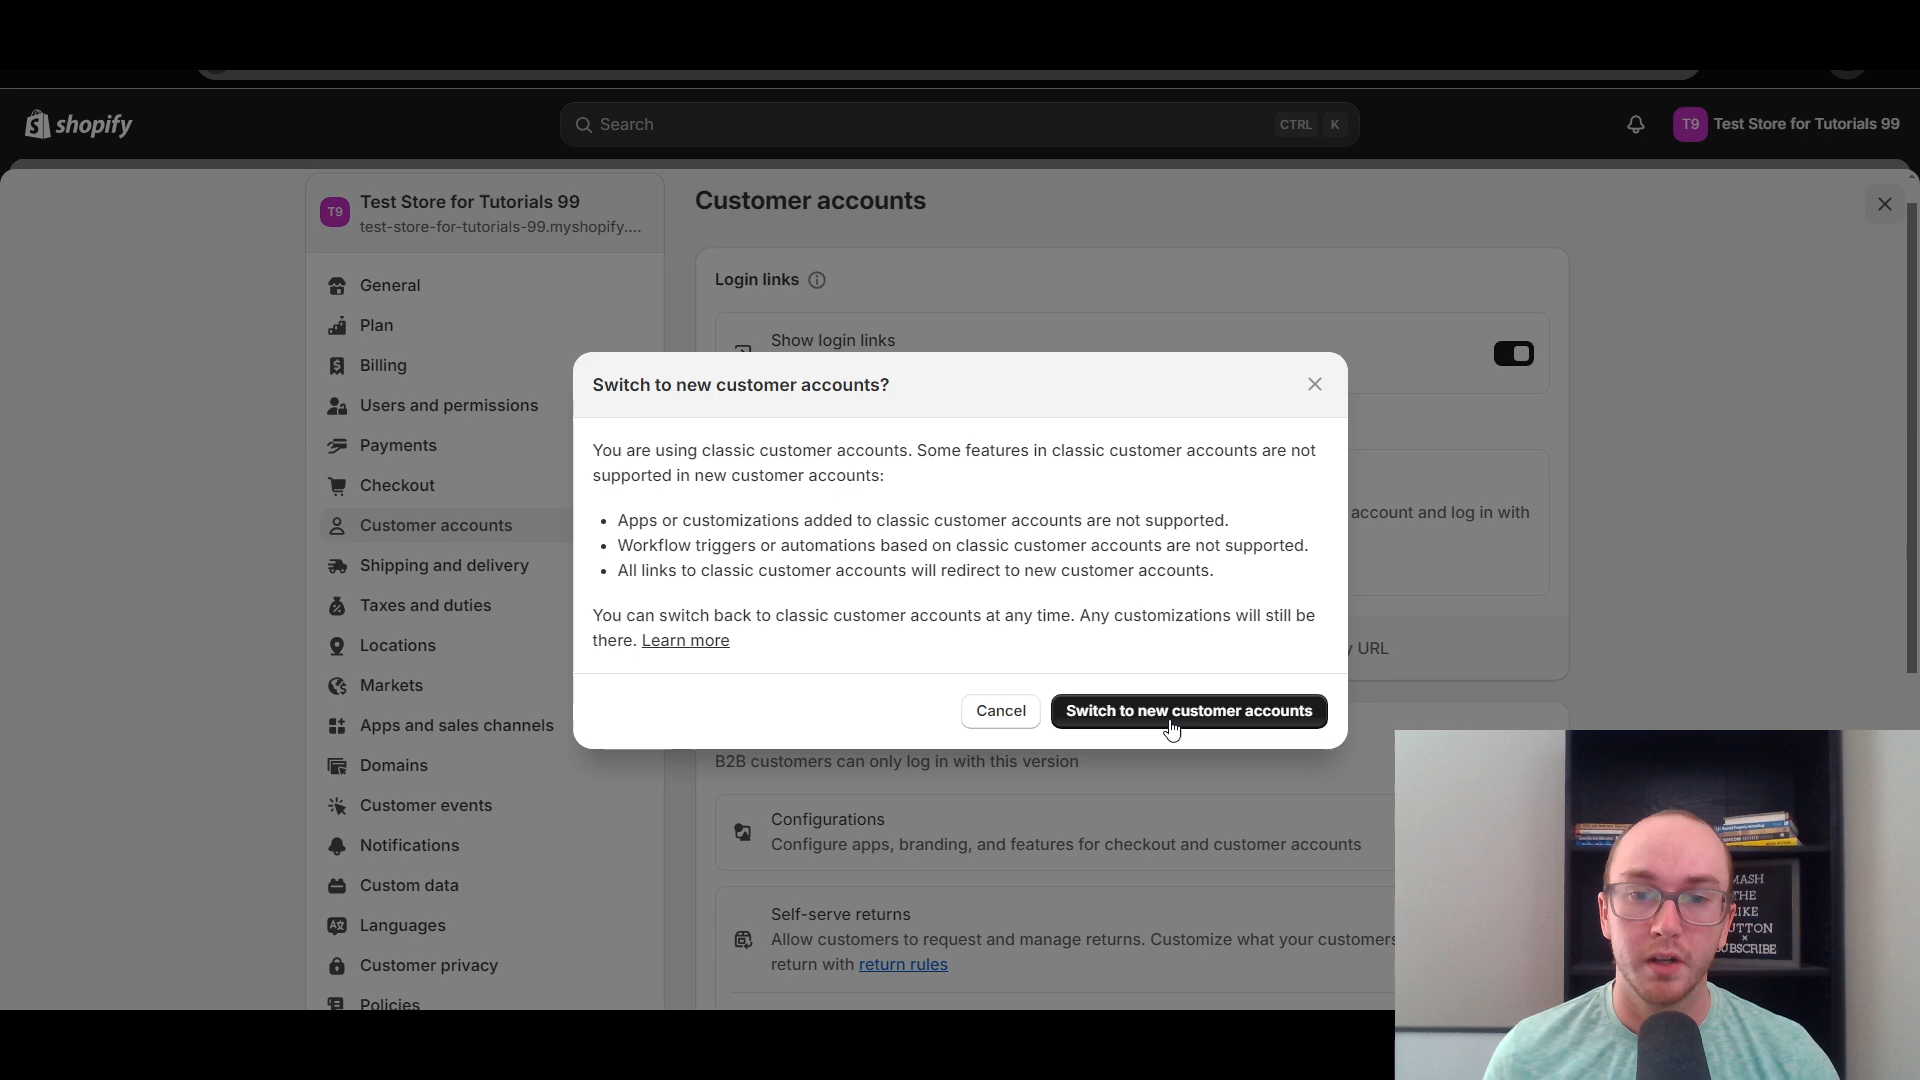 shopify
Search
CTRL K
T9 Test Store for Tutorials 99
T9
Test Store for Tutorials 99
test-store-for-tutorials-99.myshopify....
General
Plan
Billing
Users and permissions
Payments
Checkout
Customer accounts
Shipping and delivery
Taxes and duties
Locations
Markets
Apps and sales channels
Domains
Customer events
Notifications
Custom data
Languages
Customer privacy
Policies
Customer accounts
Login links
Show login links
Switch to new customer accounts?
You are using classic customer accounts. Some features in classic customer accounts are not
supported in new customer accounts:
• Apps or customizations added to classic customer accounts are not supported.
• Workflow triggers or automations based on classic customer accounts are not supported.
• All links to classic customer accounts will redirect to new customer accounts.
You can switch back to classic customer accounts at any time. Any customizations will still be
there. Learn more
Cancel
Switch to new customer accounts
account and log in with
URL
B2B customers can only log in with this version
Configurations
Configure apps, branding, and features for checkout and customer accounts
Self-serve returns
Allow customers to request and manage returns. Customize what your customers
return with return rules
MASH
THE
IKE
UTTON
×
UBSCRIBE